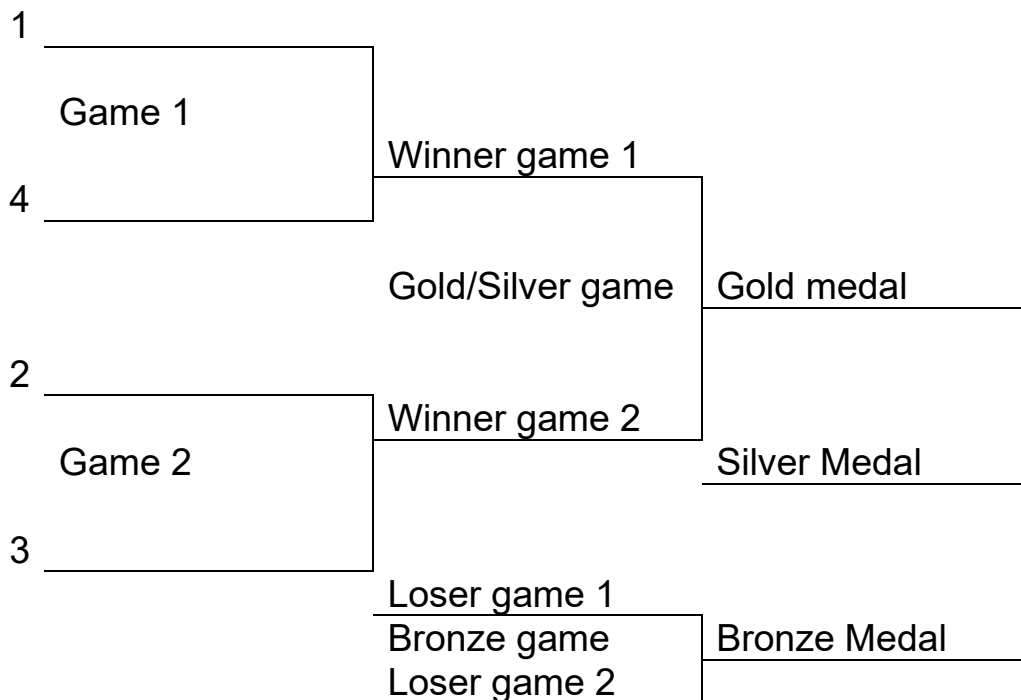 1
Game 1
Winner game 1
4
Gold/Silver game
Gold medal
2
Winner game 2
Game 2
Silver Medal
3
Loser game 1
Bronze game
Bronze Medal
Loser game 2